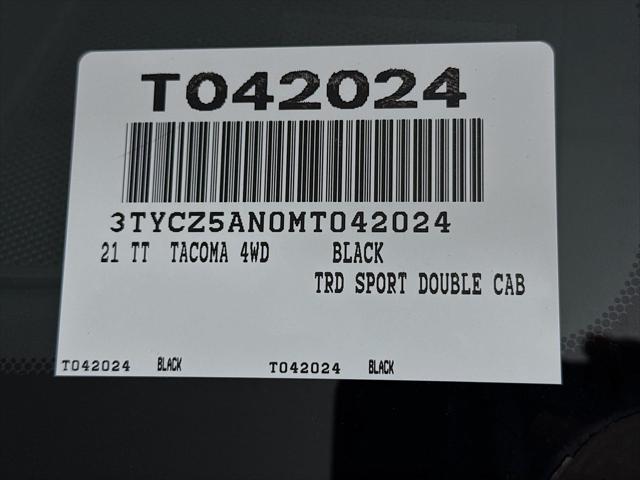 T042024
3TYCZ5AN0MT042024
21 TT TACOMA 4WD BLACK
TRD SPORT DOUBLE CAB
T042024 BLACK T042024 BLACK